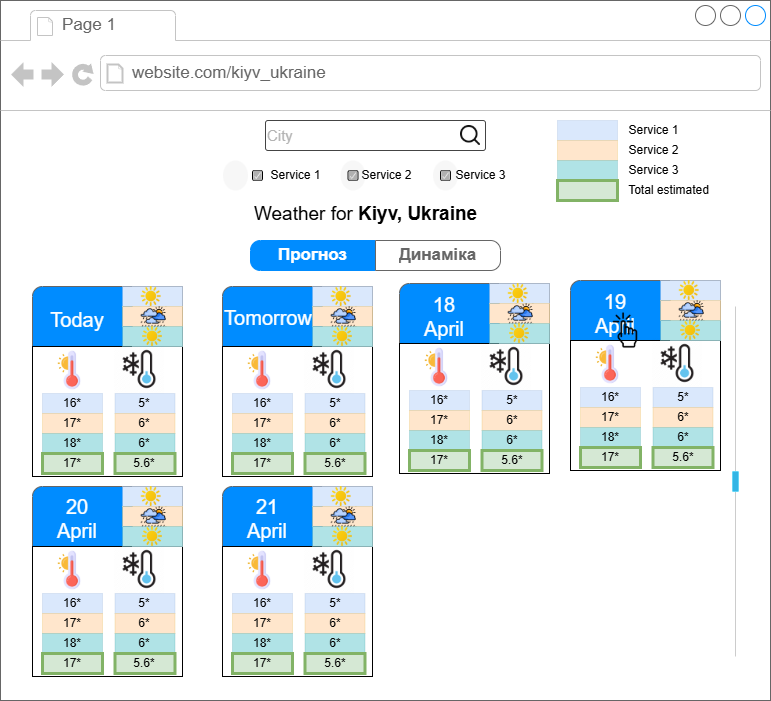 Page 1
website.com/kiyv_ukraine
City
Service 1
Service 2
Service 3
Service 1
Service 2
Service 3
Total estimated
Weather for Kiyv, Ukraine
Прогноз
Динаміка
Today
16*
5*
17*
6*
18*
6*
17*
5.6*
Tomorrow
16*
5*
17*
6*
18*
6*
17*
5.6*
18
April
16*
5*
17*
6*
18*
6*
17*
5.6*
19
April
16*
5*
17*
6*
18*
6*
17*
5.6*
20
April
16*
5*
17*
6*
18*
6*
17*
5.6*
21
April
16*
5*
17*
6*
18*
6*
17*
5.6*